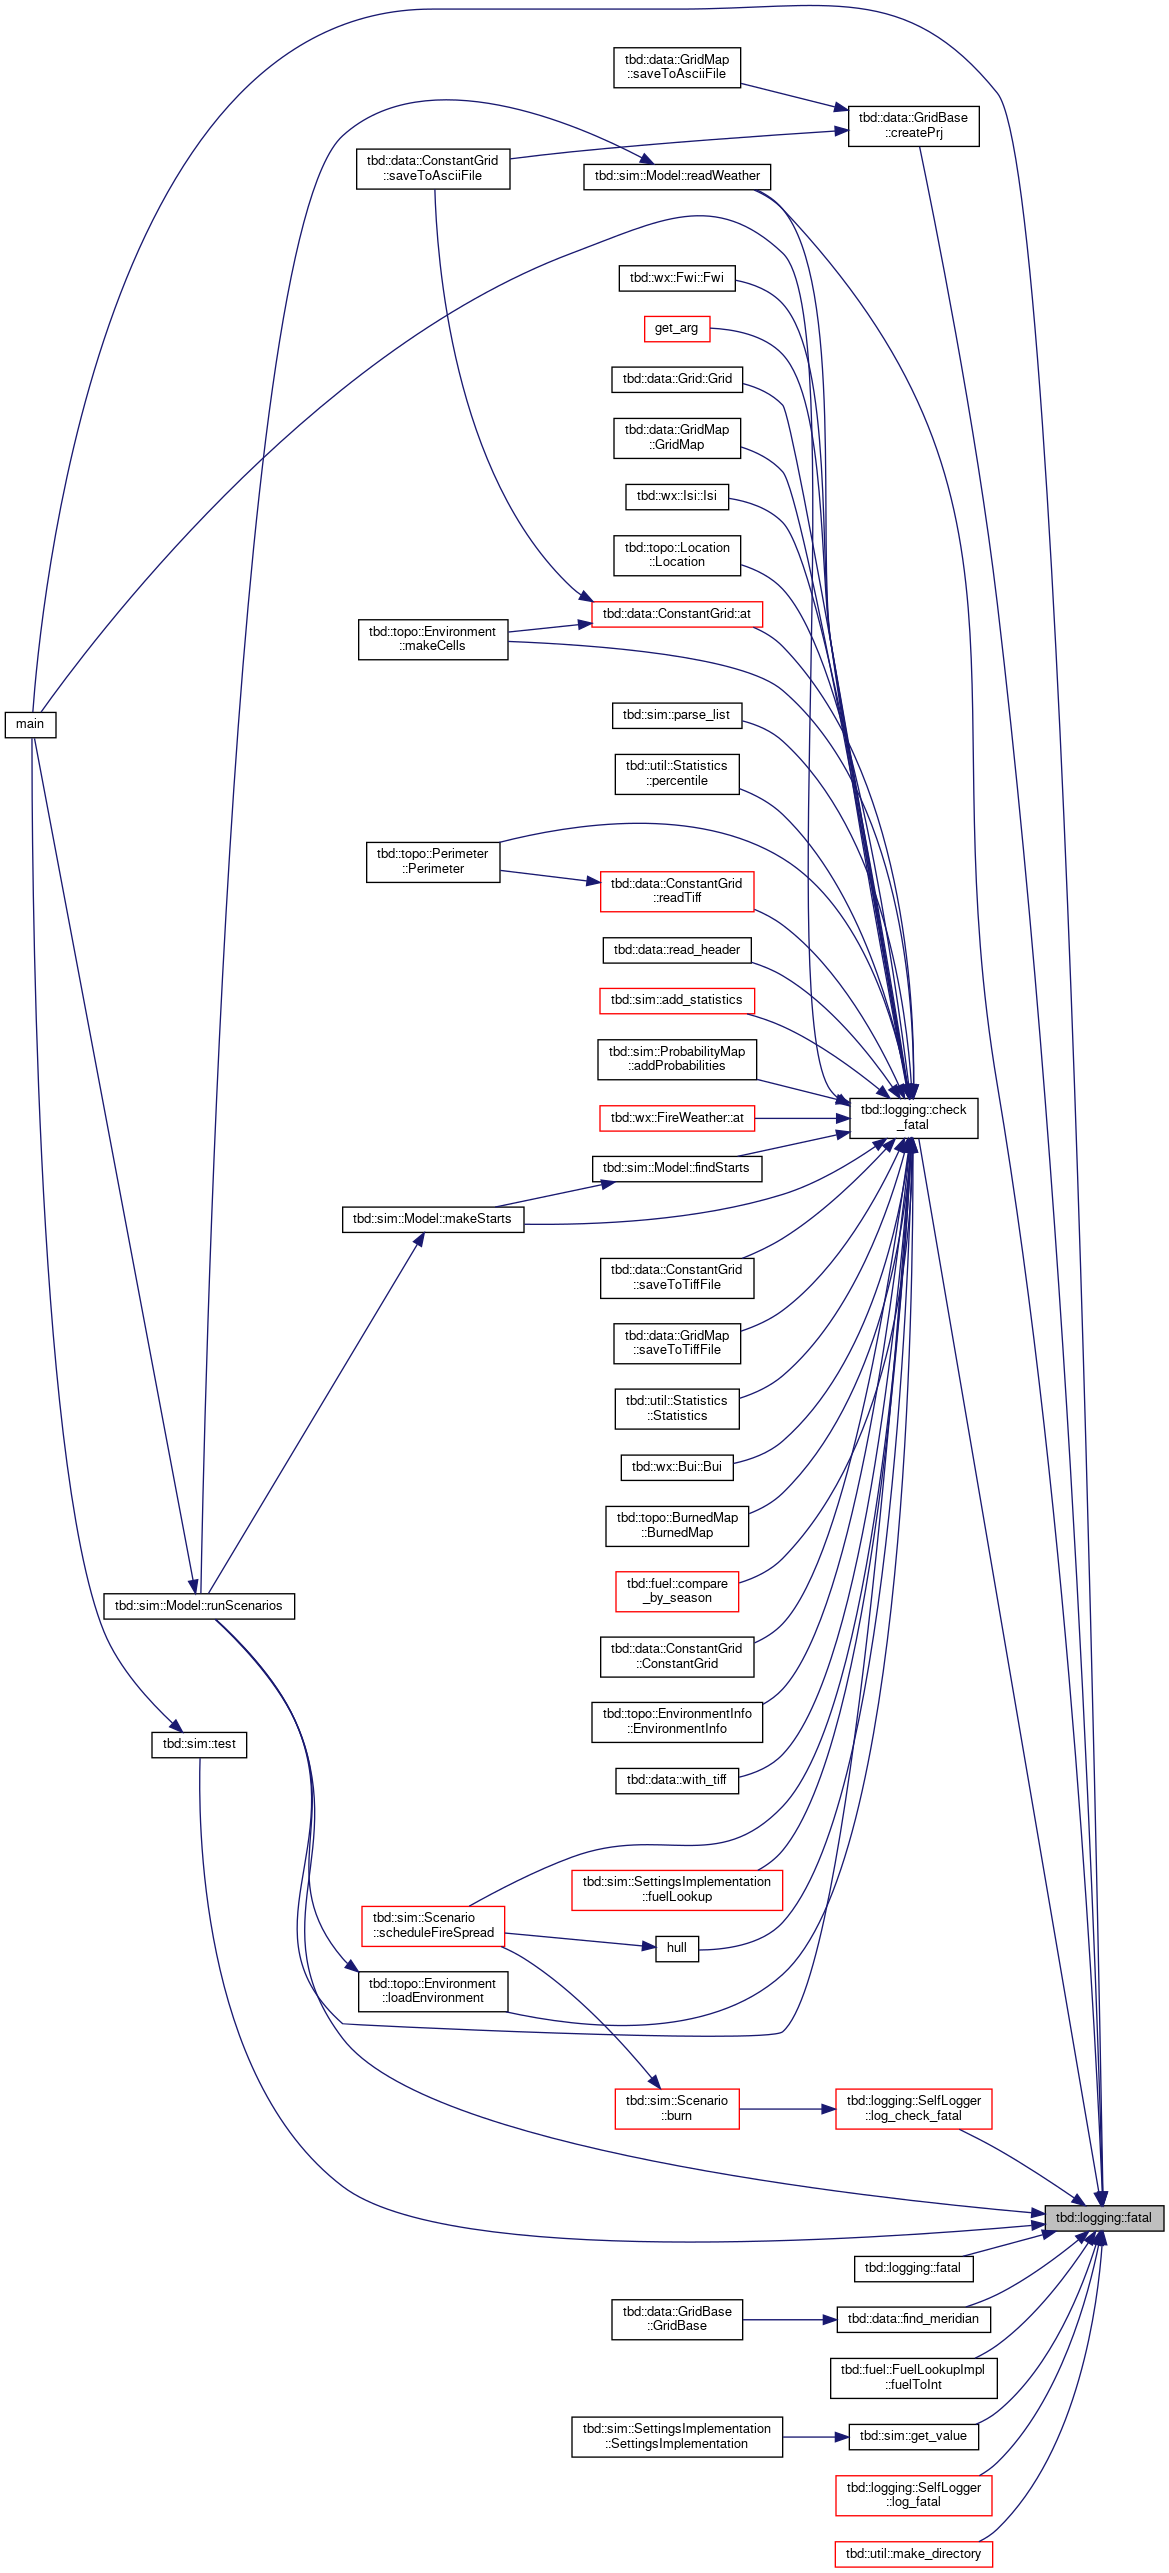 tbd::data::GridMap
::saveToAsciiFile
tbd::data::GridBase
::createPrj
tbd::data::ConstantGrid
::saveToAsciiFile
tbd::sim::Model::readWeather
tbd::wx::Fwi::Fwi
get_arg
tbd::data::Grid::Grid
tbd::data::GridMap
::GridMap
tbd::wx::Isi::Isi
tbd::topo::Location
::Location
tbd::data::ConstantGrid::at
tbd::topo::Environment
::makeCells
tbd::sim::parse_list
main
tbd::util::Statistics
::percentile
tbd::topo::Perimeter
::Perimeter
tbd::data::ConstantGrid
::readTiff
tbd::data::read_header
tbd::sim::add_statistics
tbd::sim::ProbabilityMap
::addProbabilities
tbd::logging::check
_fatal
tbd::wx::FireWeather::at
tbd::sim::Model::findStarts
tbd::sim::Model::makeStarts
tbd::data::ConstantGrid
::saveToTiffFile
tbd::data::GridMap
::saveToTiffFile
tbd::util::Statistics
::Statistics
tbd::wx::Bui::Bui
tbd::topo::BurnedMap
::BurnedMap
tbd::fuel::compare
_by_season
tbd::sim::Model::runScenarios
tbd::data::ConstantGrid
::ConstantGrid
tbd::topo::EnvironmentInfo
::EnvironmentInfo
tbd::sim::test
tbd::data::with_tiff
tbd::sim::SettingsImplementation
::fuelLookup
tbd::sim::Scenario
::scheduleFireSpread
hull
tbd::topo::Environment
::loadEnvironment
tbd::sim::Scenario
::burn
tbd::logging::SelfLogger
::log_check_fatal
tbd::logging::fatal
tbd::logging::fatal
tbd::data::GridBase
::GridBase
tbd::data::find_meridian
tbd::fuel::FuelLookupImpl
::fuelToInt
tbd::sim::SettingsImplementation
::SettingsImplementation
tbd::sim::get_value
tbd::logging::SelfLogger
::log_fatal
tbd::util::make_directory